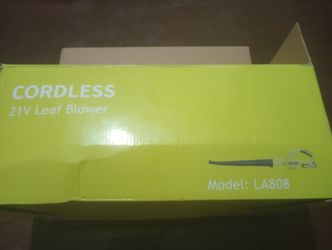 CORDLESS
21V Leaf Blower
Model: LA808